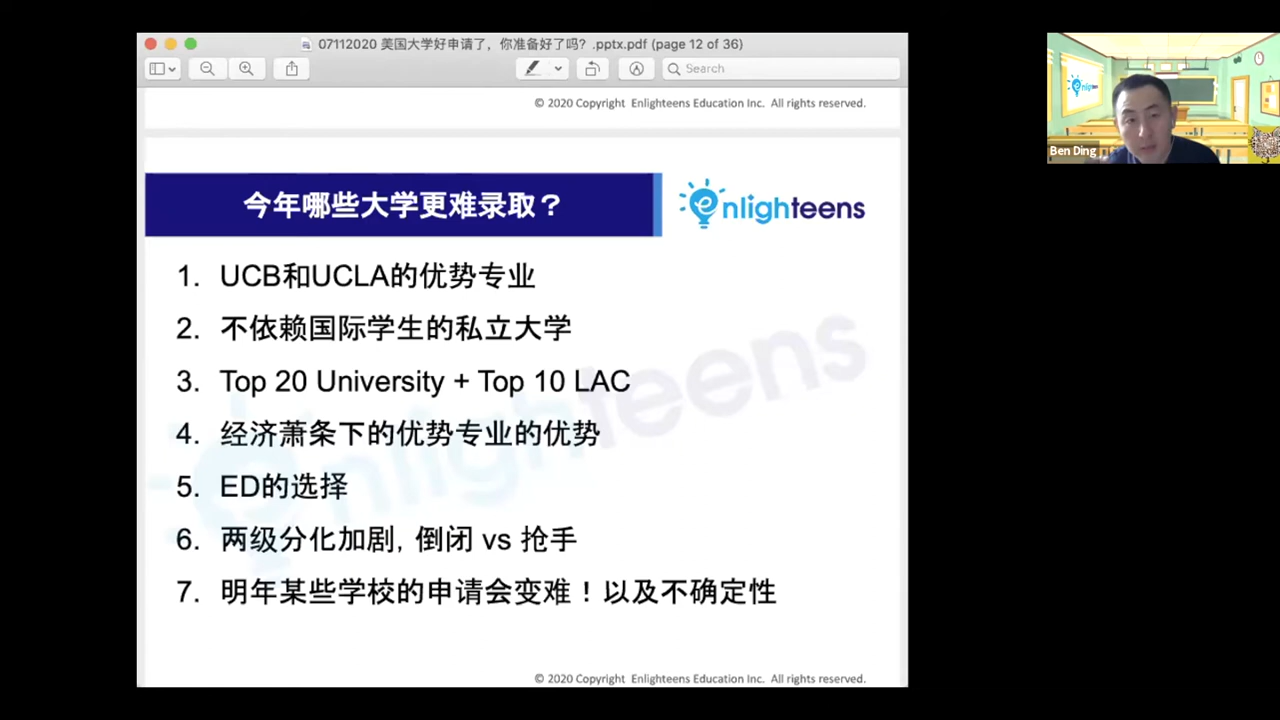 07112020 美国大学好申请了，你准备好了吗？.pptx.pdf (page 12 of 36)
Search
© 2020 Copyright Enlighteens Education Inc. All rights reserved.
今年哪些大学更难录取？
enlighteens
1. UCB和UCLA的优势专业
2. 不依赖国际学生的私立大学
3. Top 20 University + Top 10 LAC
4. 经济萧条下的优势专业的优势
5. ED的选择
6. 两级分化加剧, 倒闭 vs 抢手
7. 明年某些学校的申请会变难！以及不确定性
enlighteens
© 2020 Copyright Enlighteens Education Inc. All rights reserved.
Ben Ding